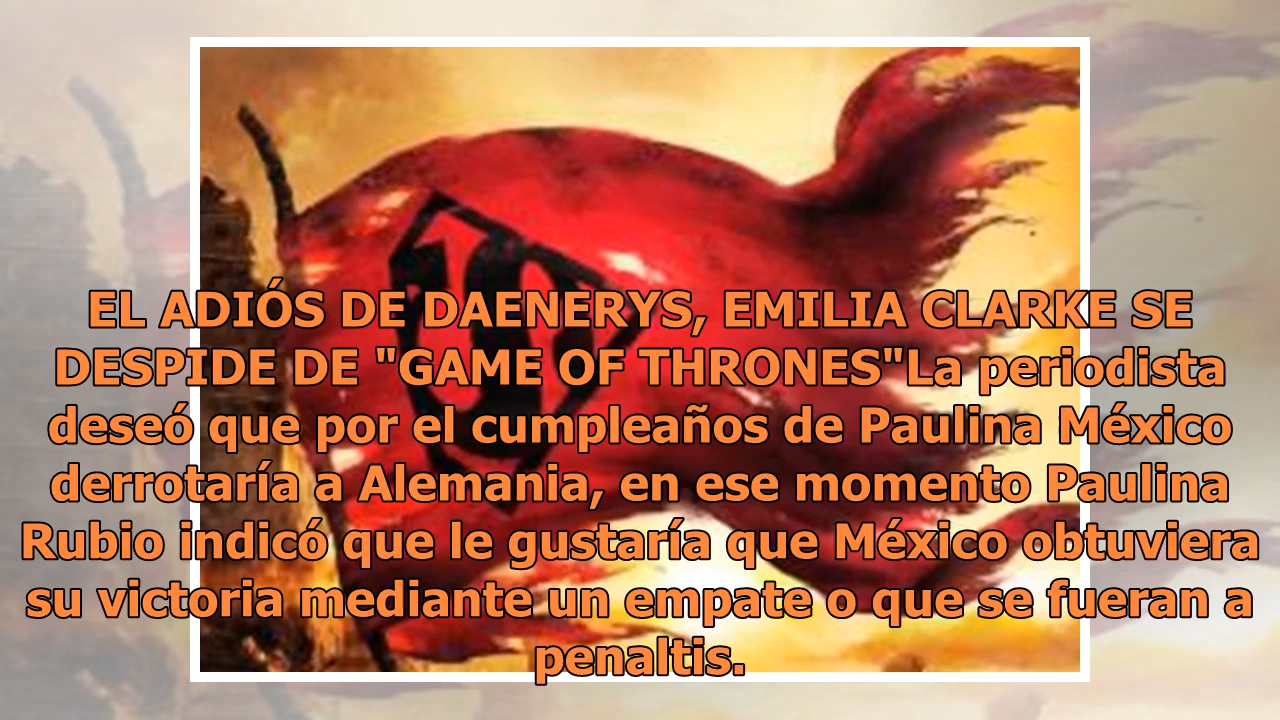 EL ADIÓS DE DAENERYS, EMILIA CLARKE SE
DESPIDE DE "GAME OF THRONES"La periodista
deseó que por el cumpleaños de Paulina México
derrotaría a Alemania, en ese momento Paulina
Rubio indicó que le gustaría que México obtuviera
su victoria mediante un empate o que se fueran a
penaltis.